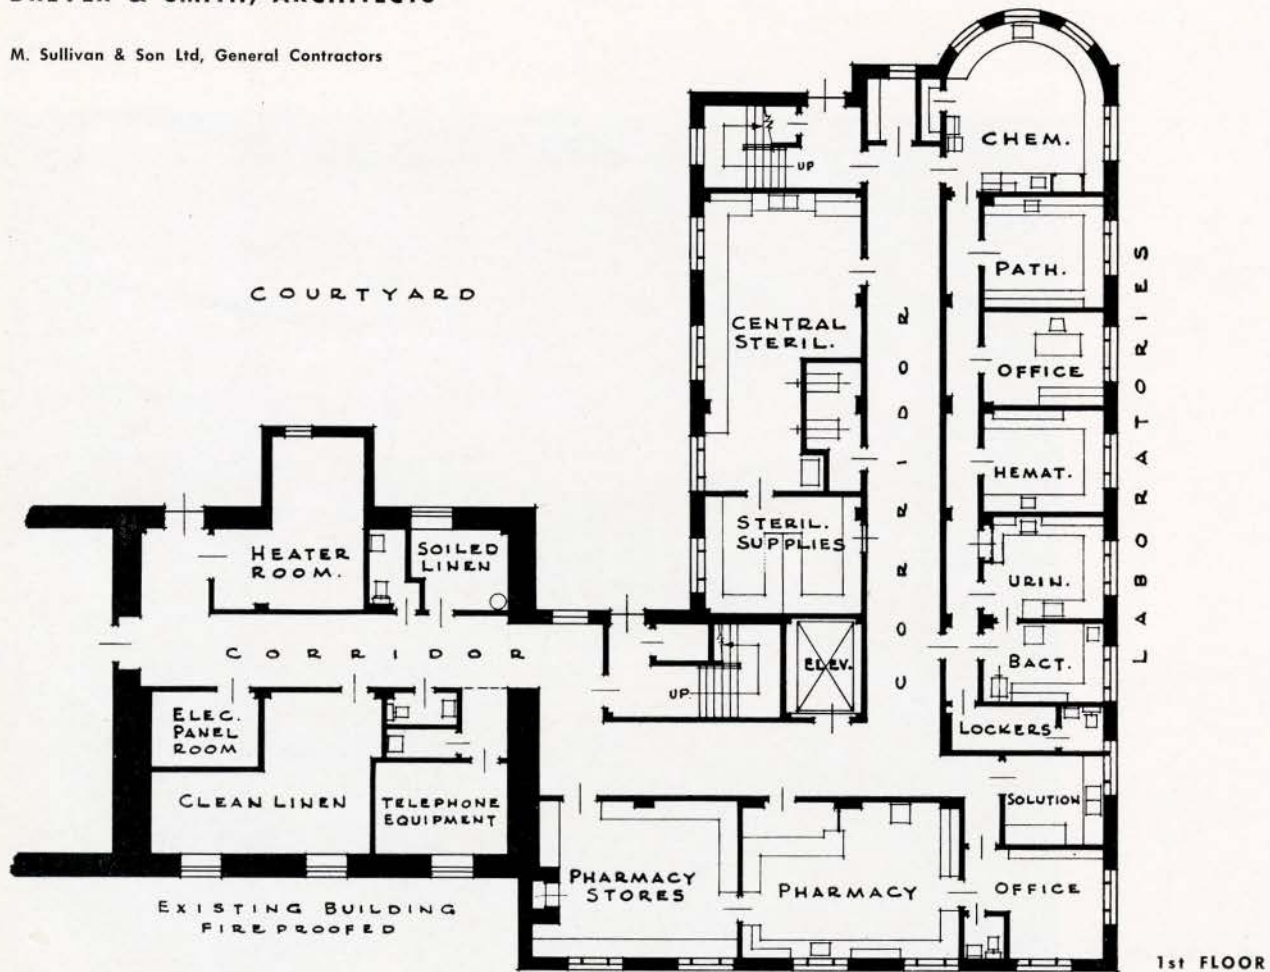 M. Sullivan & Son Ltd, General Contractors
CHEM.
UP
PATH.
COURTYARD
CENTRAL
STERIL.
OFFICE
CORRIDOR
LABORATORIES
HEMAT.
STERIL.
SUPPLIES
HEATER
ROOM.
SOILED
LINEN
URIN.
CORRIDOR
ELEV.
BACT.
UP
ELEC.
PANEL
ROOM
LOCKERS
CLEAN LINEN
TELEPHONE
EQUIPMENT
SOLUTION
PHARMACY
STORES
PHARMACY
OFFICE
EXISTING BUILDING
FIREPROOFED
1st FLOOR